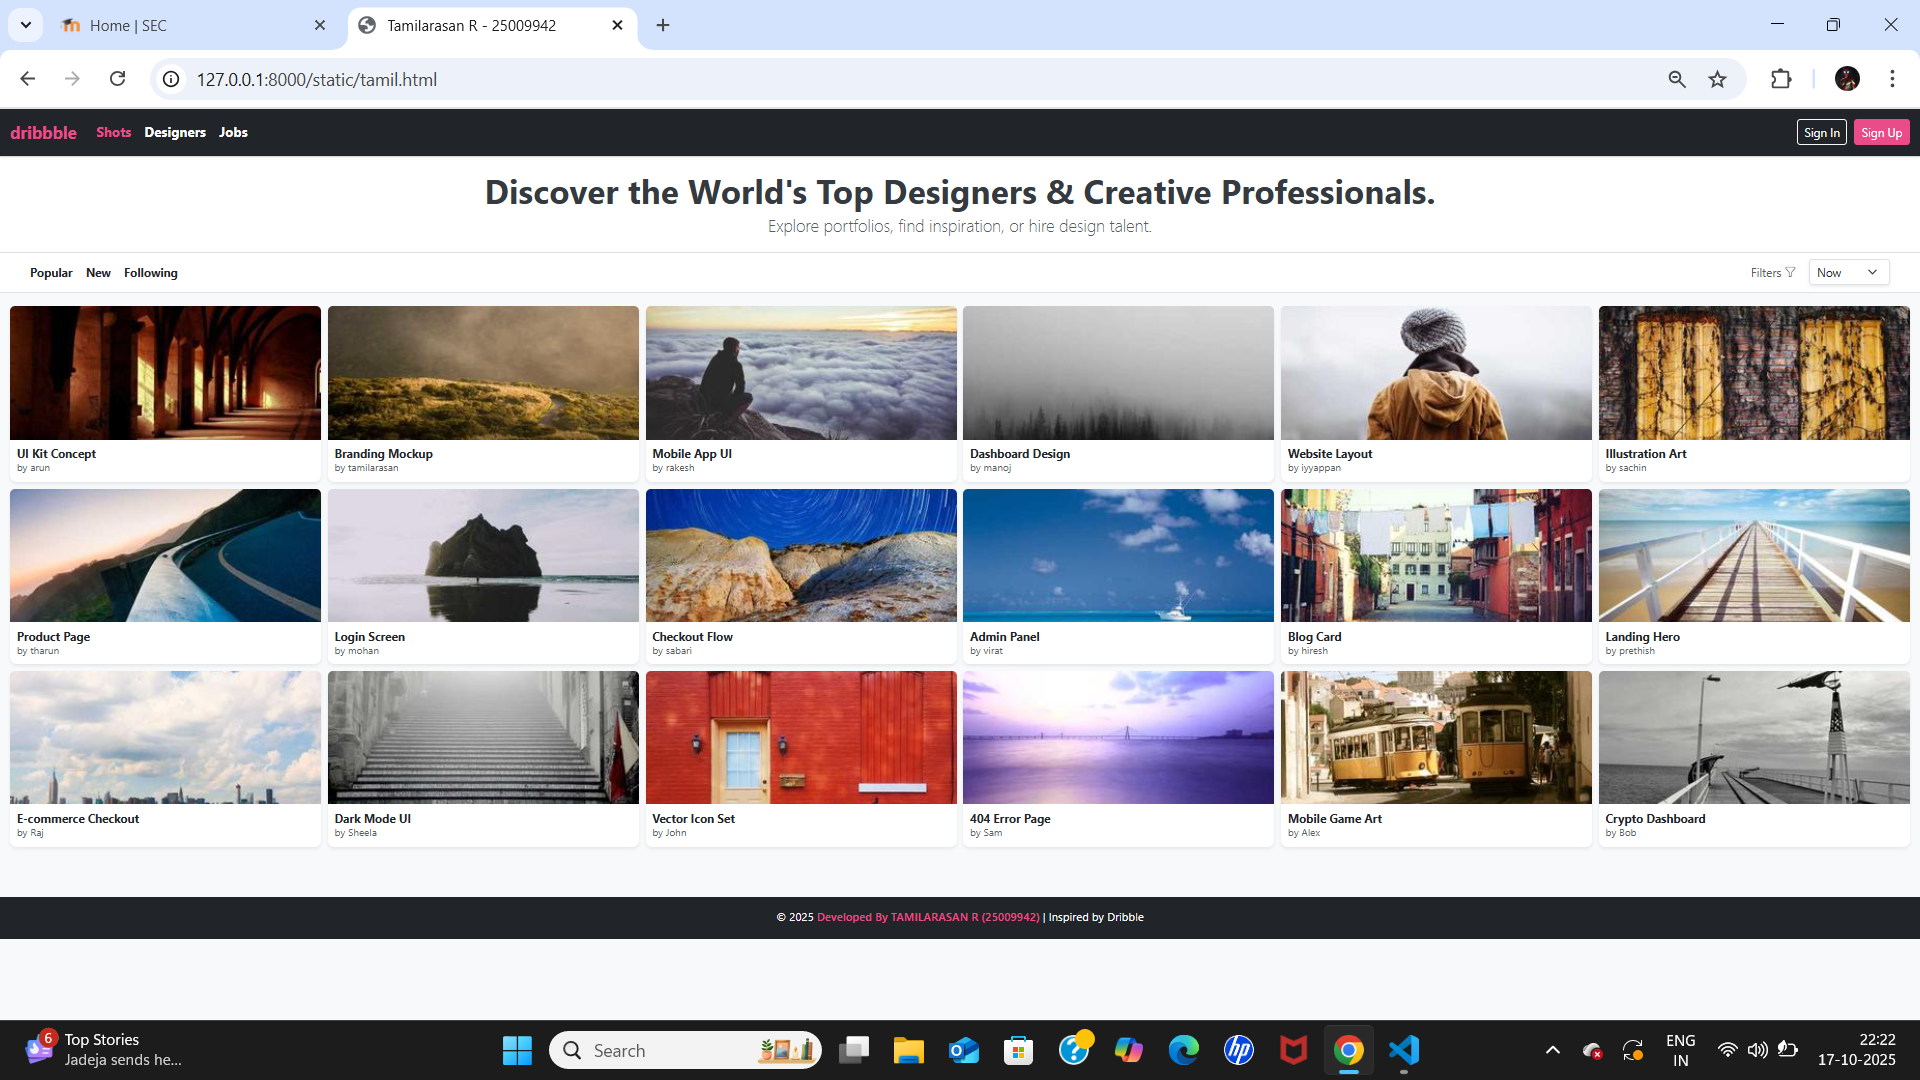 Home | SEC
Tamilarasan R - 25009942
127.0.0.1:8000/static/tamil.html
dribbble
Shots
Designers
Jobs
Sign In
Sign Up
Discover the World's Top Designers & Creative Professionals.
Explore portfolios, find inspiration, or hire design talent.
Popular
New
Following
Filters
Now
UI Kit Concept
by arun
Branding Mockup
by tamilarasan
Mobile App UI
by rakesh
Dashboard Design
by manoj
Website Layout
by iyyappan
Illustration Art
by sachin
Product Page
by tharun
Login Screen
by mohan
Checkout Flow
by sabari
Admin Panel
by virat
Blog Card
by hiresh
Landing Hero
by prethish
E-commerce Checkout
by Raj
Dark Mode UI
by Sheela
Vector Icon Set
by John
404 Error Page
by Sam
Mobile Game Art
by Alex
Crypto Dashboard
by Bob
© 2025 Developed By TAMILARASAN R (25009942) | Inspired by Dribble
6
Top Stories
Jadeja sends he...
Search
hp
ENG
IN
22:22
17-10-2025